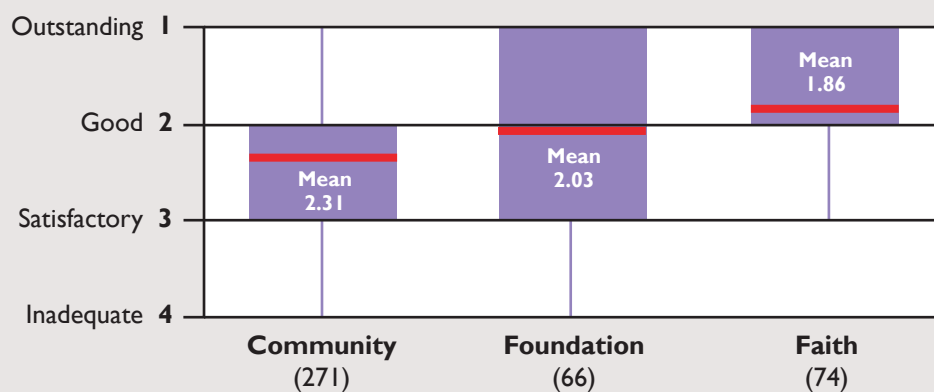 Outstanding 1
Good 2
Satisfactory 3
Inadequate 4
Mean
2.31
Mean
2.03
Mean
1.86
Community
(271)
Foundation
(66)
Faith
(74)